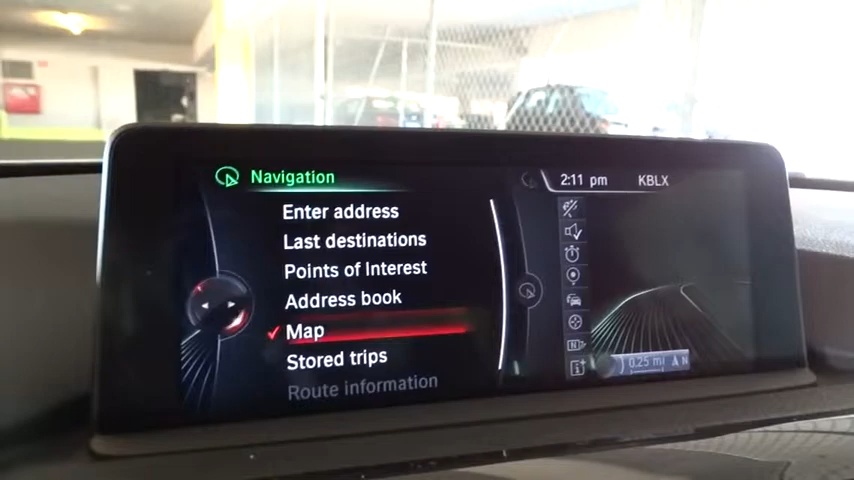 Navigation
2:11 pm KBLX
Enter address
Last destinations
Points of Interest
Address book
Map
Stored trips
Route information
N
0.25 mi N